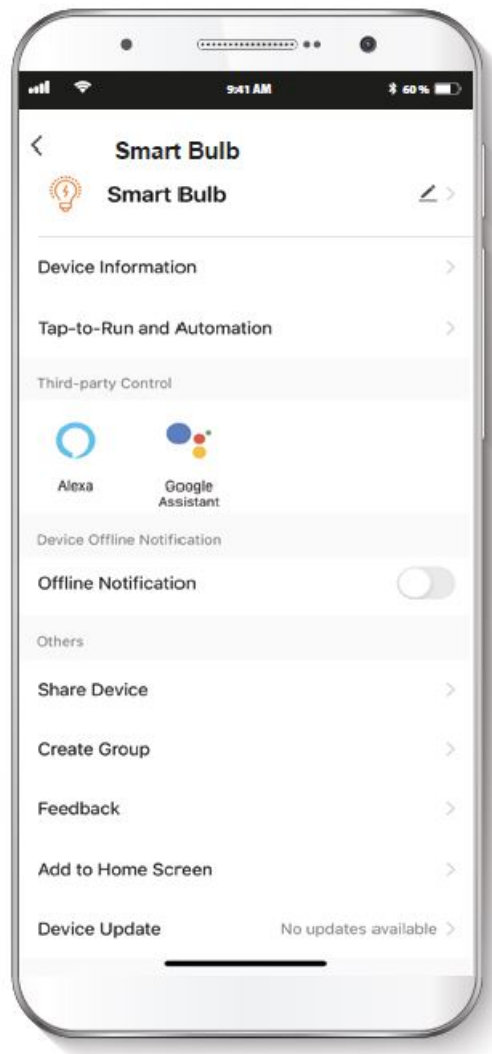 9:41 AM
60%
Smart Bulb
Smart Bulb
Device Information
Tap-to-Run and Automation
Third-party Control
Alexa
Google
Assistant
Device Offline Notification
Offline Notification
Others
Share Device
Create Group
Feedback
Add to Home Screen
Device Update No updates available